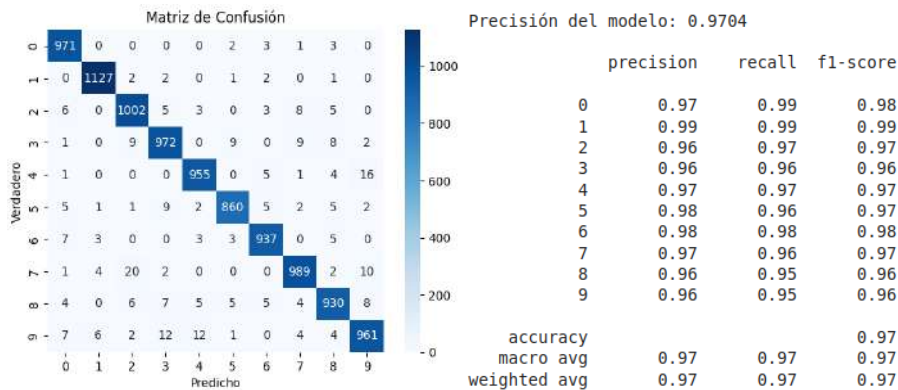 Matriz de Confusión
0 971 0 0 0 0 2 3 1 3 0
1 0 1127 2 2 0 1 2 0 1 0
2 6 0 1002 5 3 0 3 8 5 0
3 1 0 9 972 0 9 0 9 8 2
4 1 0 0 0 955 0 5 1 4 16
5 5 1 1 9 2 860 5 2 5 2
6 7 3 0 0 3 3 937 0 5 0
7 1 4 20 2 0 0 0 989 2 10
8 4 0 6 7 5 5 5 4 930 8
9 7 6 2 12 12 1 0 4 4 961
0 1 2 3 4 5 6 7 8 9
Verdadero
Predicho
1000
800
600
400
200
0
Precisión del modelo: 0.9704
precision recall f1-score
0 0.97 0.99 0.98
1 0.99 0.99 0.99
2 0.96 0.97 0.97
3 0.96 0.96 0.96
4 0.97 0.97 0.97
5 0.98 0.96 0.97
6 0.98 0.98 0.98
7 0.97 0.96 0.97
8 0.96 0.95 0.96
9 0.96 0.95 0.96
accuracy 0.97
macro avg 0.97 0.97 0.97
weighted avg 0.97 0.97 0.97